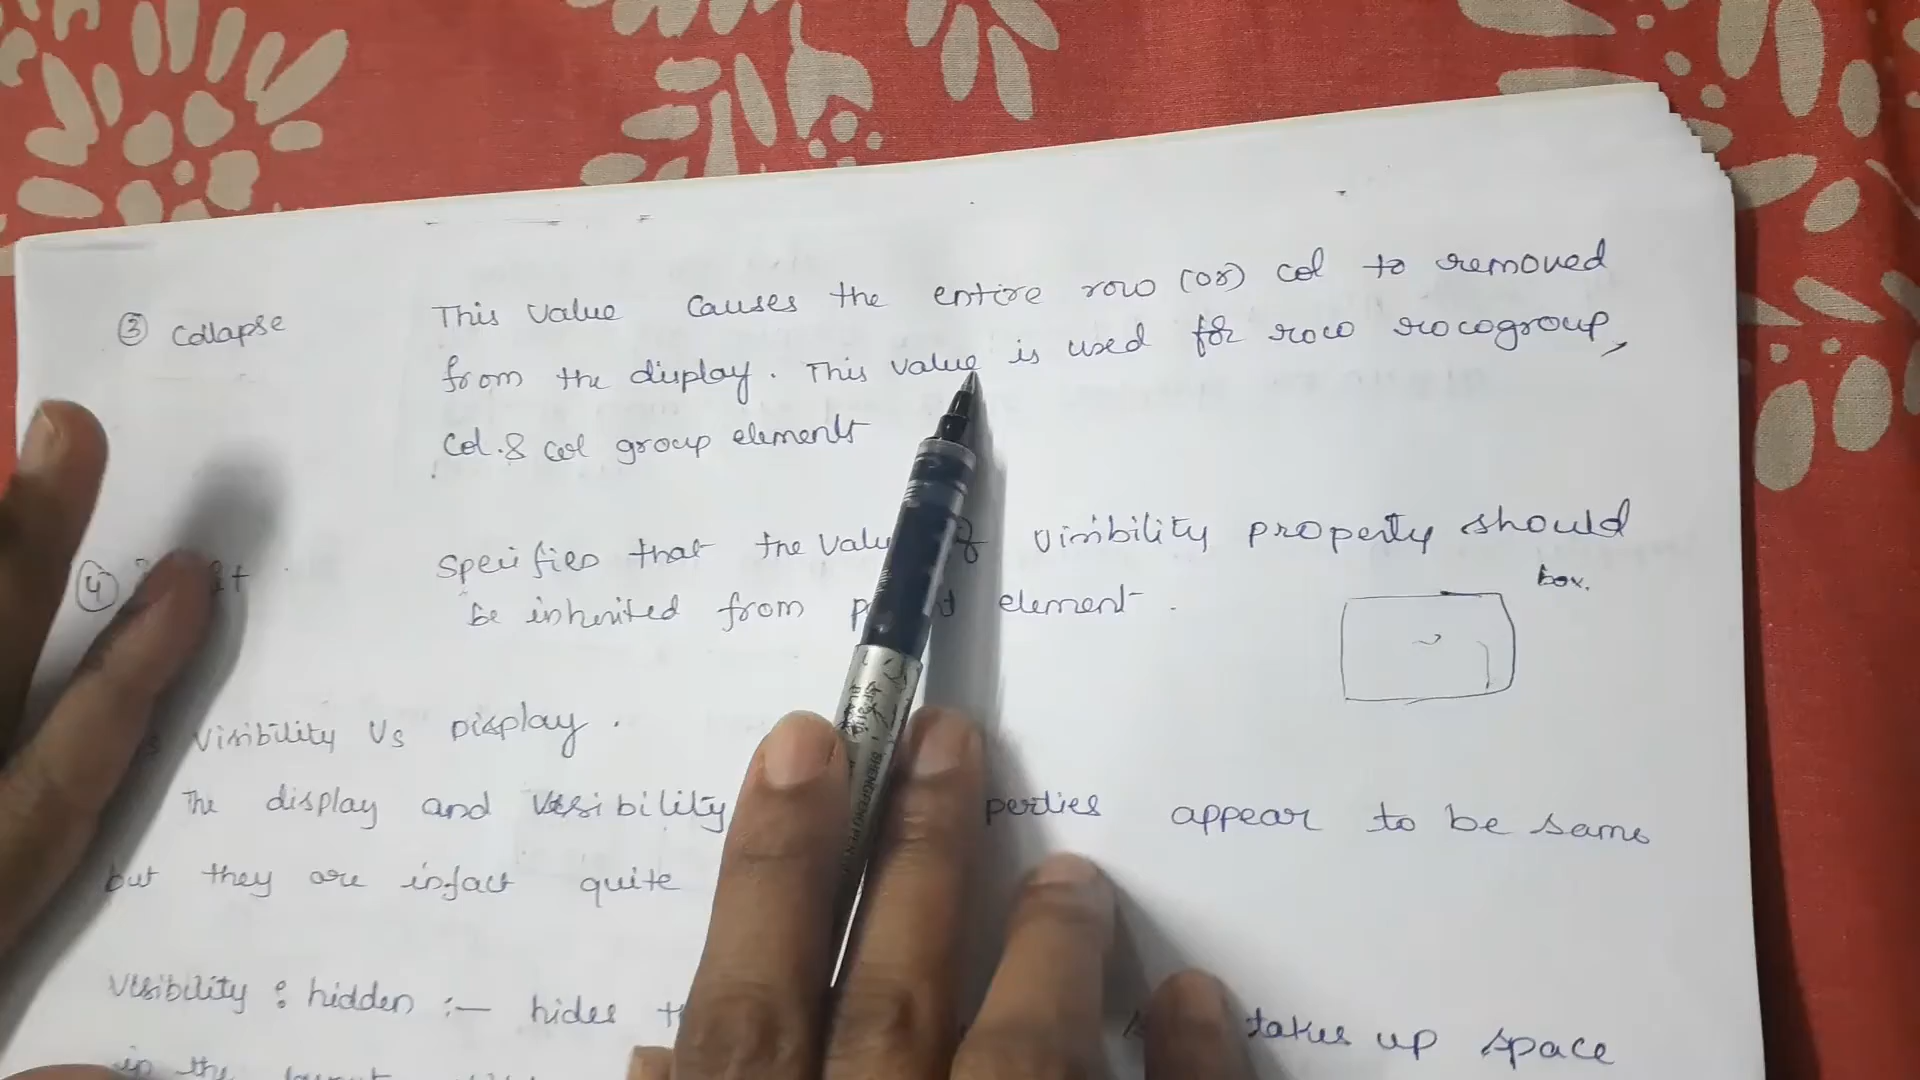 ③ Collapse This value causes the entire row (or) col to removed
from the display. This value is used for row rowgroup,
col. & col group elements
④ Specifies that the value of visibility property should
be inherited from element.
box.
Visibility Vs Display.
The display and Visibility appear to be same
but they are infact quite
Visibility : hidden :- hides takes up space
in the